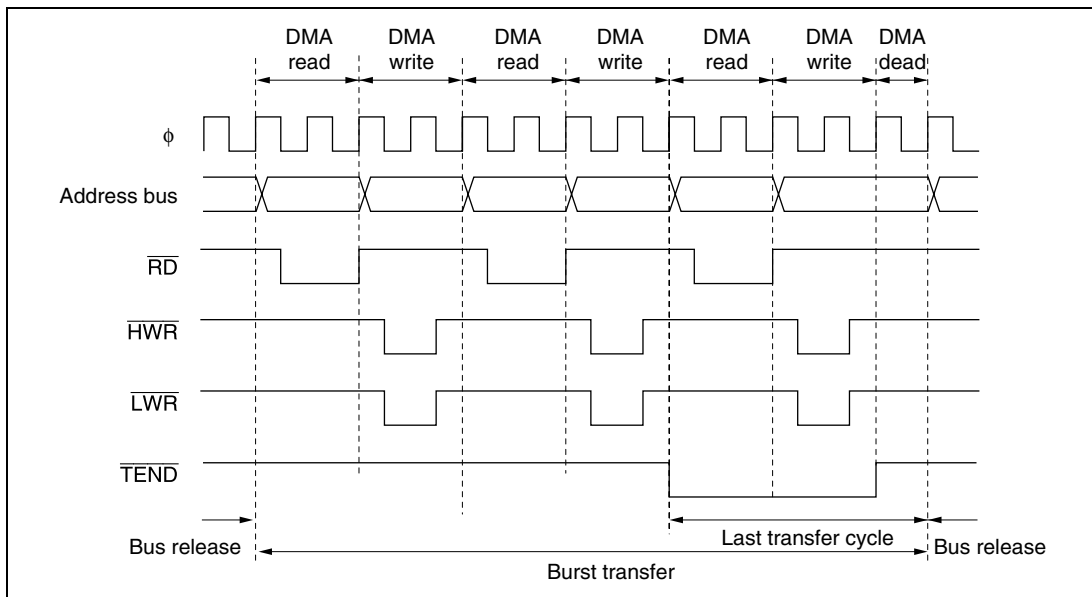 DMA read
DMA write
DMA read
DMA write
DMA read
DMA write
DMA dead
ϕ
Address bus
RD
HWR
LWR
TEND
Bus release
Last transfer cycle
Bus release
Burst transfer